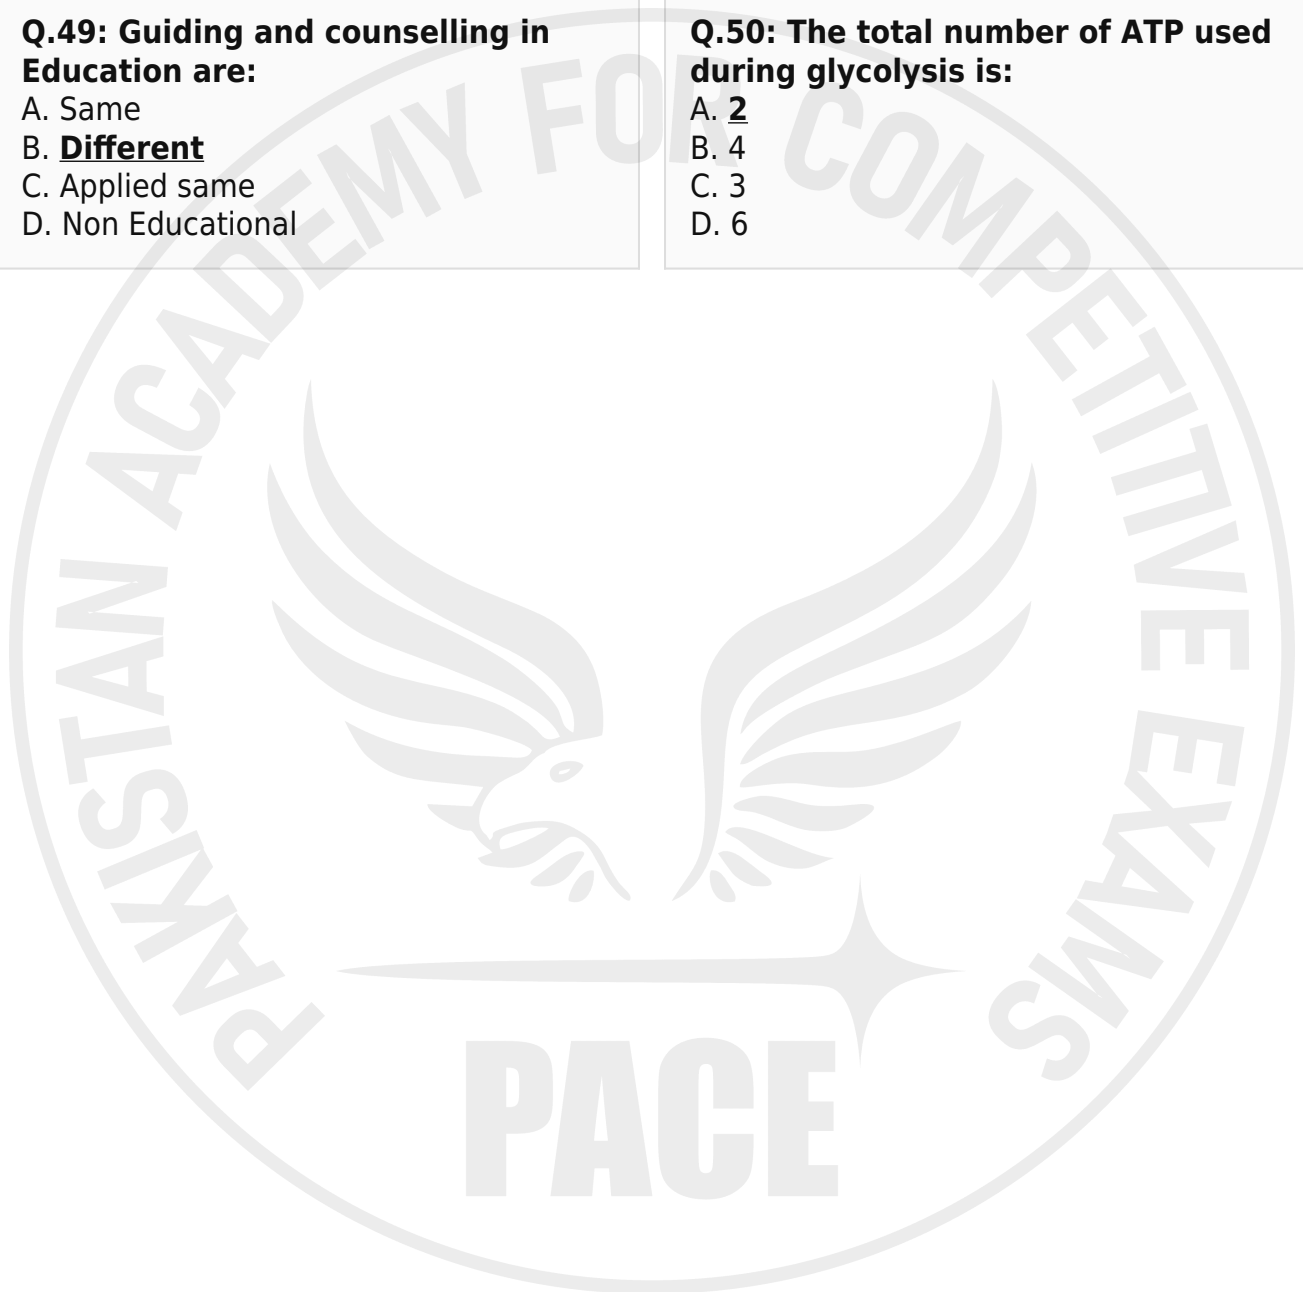 Q.49: Guiding and counselling in
Education are:
A. Same
B. Different
C. Applied same
D. Non Educational
Q.50: The total number of ATP used
during glycolysis is:
A. 2
B. 4
C. 3
D. 6
PAKISTAN ACADEMY FOR COMPETITIVE EXAMS
PACE